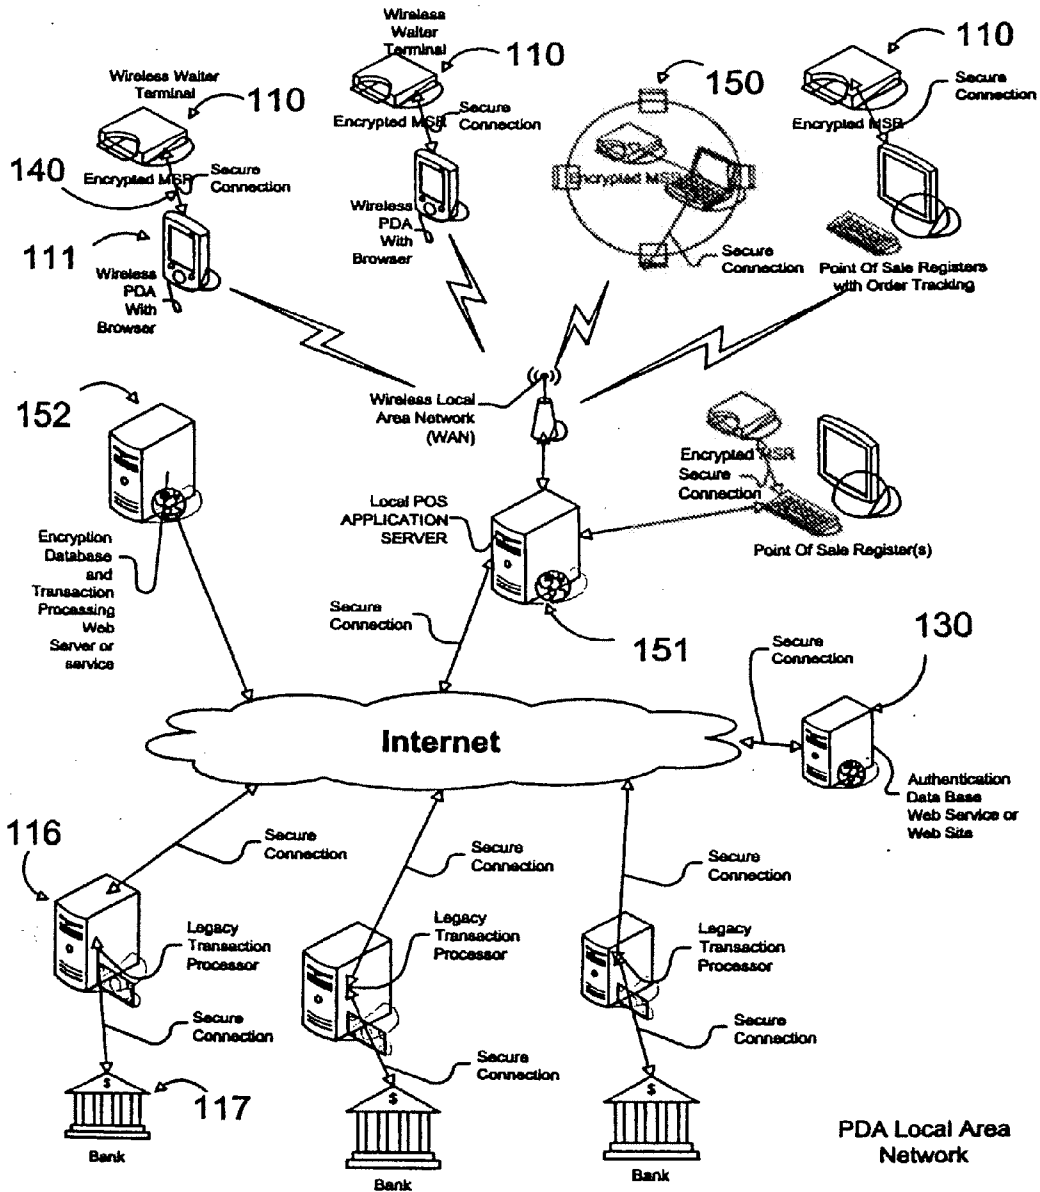 Wireless
Waiter
Terminal
110
110
Wireless Waiter
Terminal
110
150
Secure
Connection
Encrypted MSR
Secure
Connection
Encrypted MSR
140
Encrypted MSR
Secure
Connection
Encrypted MSR
111
Wireless
PDA
With
Browser
Wireless
PDA
With
Browser
Secure
Connection
Point Of Sale Registers
with Order Tracking
152
Wireless Local
Area Network
(WAN)
Encrypted MSR
Secure
Connection
Point Of Sale Register(s)
Local POS
APPLICATION
SERVER
Encryption
Database
and
Transaction
Processing
Web
Server or
service
Secure
Connection
151
130
Secure
Connection
Internet
Authentication
Data Base
Web Service or
Web Site
116
Secure
Connection
Secure
Connection
Secure
Connection
Legacy
Transaction
Processor
Legacy
Transaction
Processor
Legacy
Transaction
Processor
Secure
Connection
Secure
Connection
Secure
Connection
$
117
$
$
Bank
Bank
Bank
PDA Local Area
Network